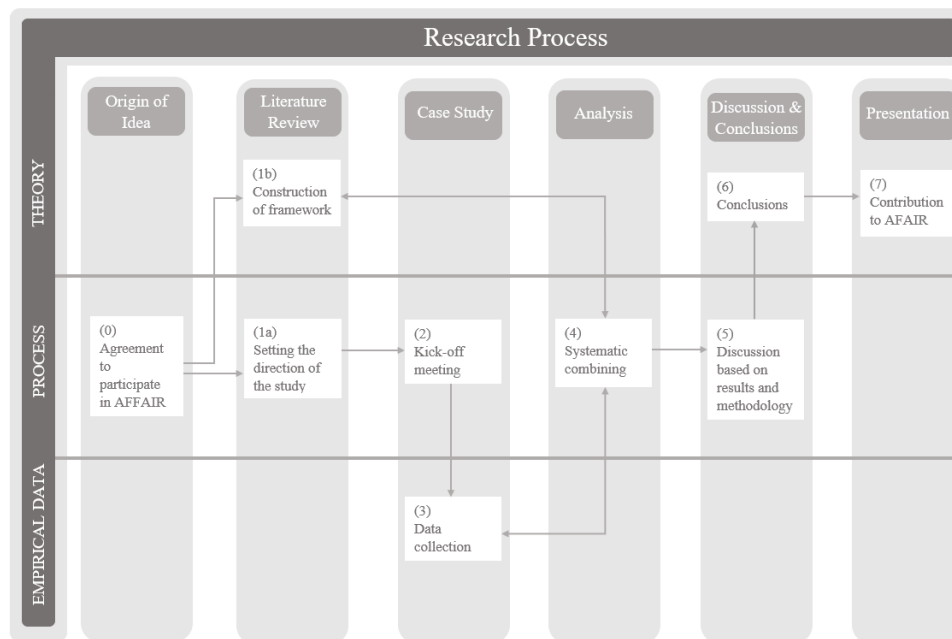 Research Process
Origin of
Idea
Literature
Review
Case Study
Analysis
Discussion &
Conclusions
Presentation
THEORY
(1b)
Construction
of framework
(6)
Conclusions
(7)
Contribution
to AFAIR
PROCESS
(0)
Agreement
to
participate
in AFFAIR
(1a)
Setting the
direction of
the study
(2)
Kick-off
meeting
(4)
Systematic
combining
(5)
Discussion
based on
results and
methodology
EMPIRICAL DATA
(3)
Data
collection